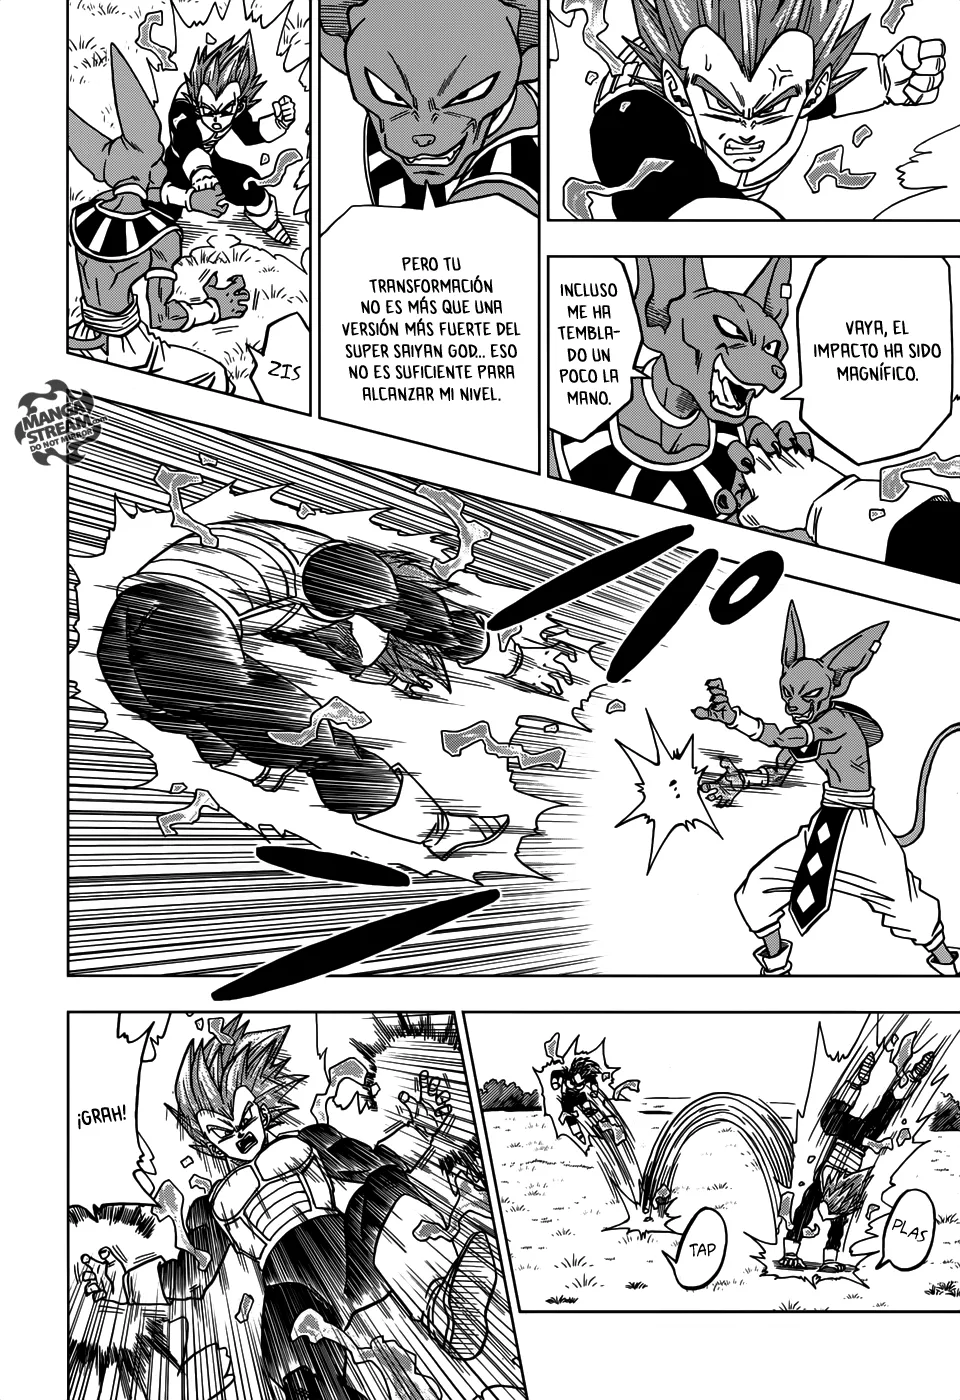 VAYA, EL
IMPACTO HA SIDO
MAGNÍFICO.
INCLUSO
ME HA
TEMBLA-
DO UN
POCO LA
MANO.
PERO TU
TRANSFORMACIÓN
NO ES MÁS QUE UNA
VERSIÓN MÁS FUERTE DEL
SUPER SAIYAN GOD... ESO
NO ES SUFICIENTE PARA
ALCANZAR MI NIVEL.
ZIS
MANGA
STREAM.com
DO NOT MIRROR
...
PLAS
TAP
¡GRAH!